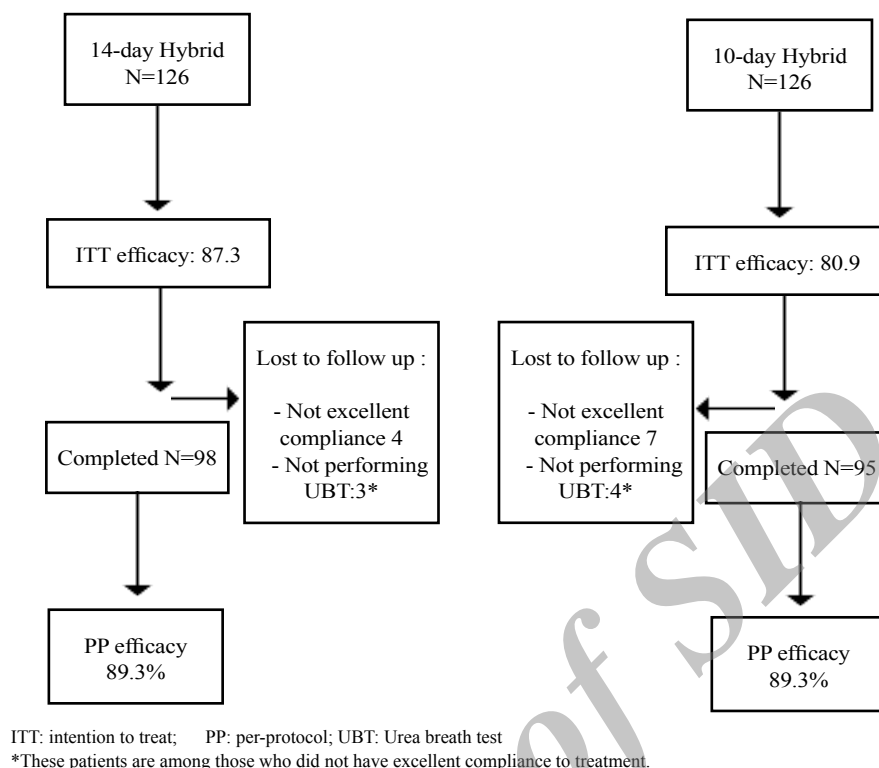 14-day Hybrid
N=126
10-day Hybrid
N=126
ITT efficacy: 87.3
ITT efficacy: 80.9
Lost to follow up :
- Not excellent
compliance 4
- Not performing
UBT:3*
Lost to follow up :
- Not excellent
compliance 7
- Not performing
UBT:4*
Completed N=98
Completed N=95
PP efficacy
89.3%
PP efficacy
89.3%
ITT: intention to treat; PP: per-protocol; UBT: Urea breath test
*These patients are among those who did not have excellent compliance to treatment.
of SID